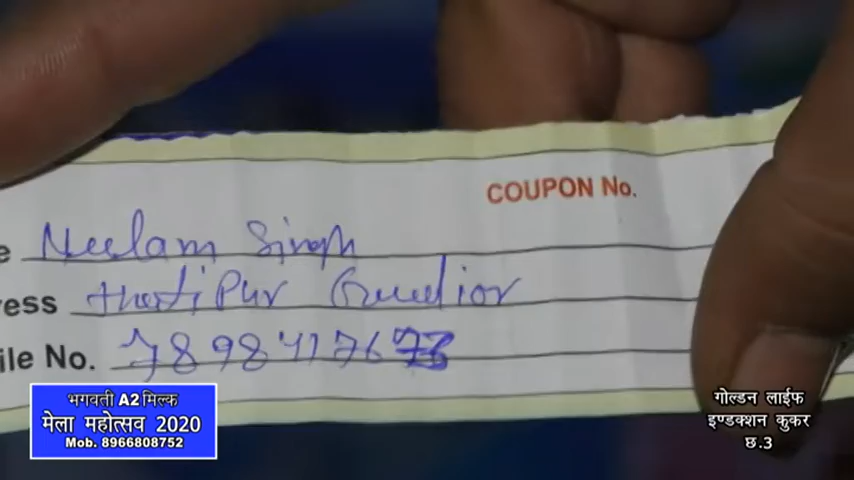 COUPON No.
e Neelam Singh
ress thatipur Gwalior
ile No. 78984176
भगवती A2 मिल्क
मेला महोत्सव 2020
Mob. 8966808752
गोल्डन लाईफ
इण्डक्शन कुकर
छ.3